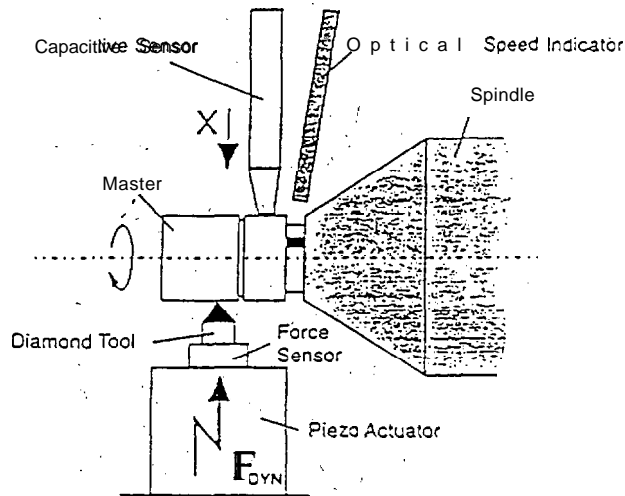 Capacitive Sensor
Optical Speed Indicator
Spindle
X
Master
Diamond Tool
Force
Sensor
Piezo Actuator
F DYN